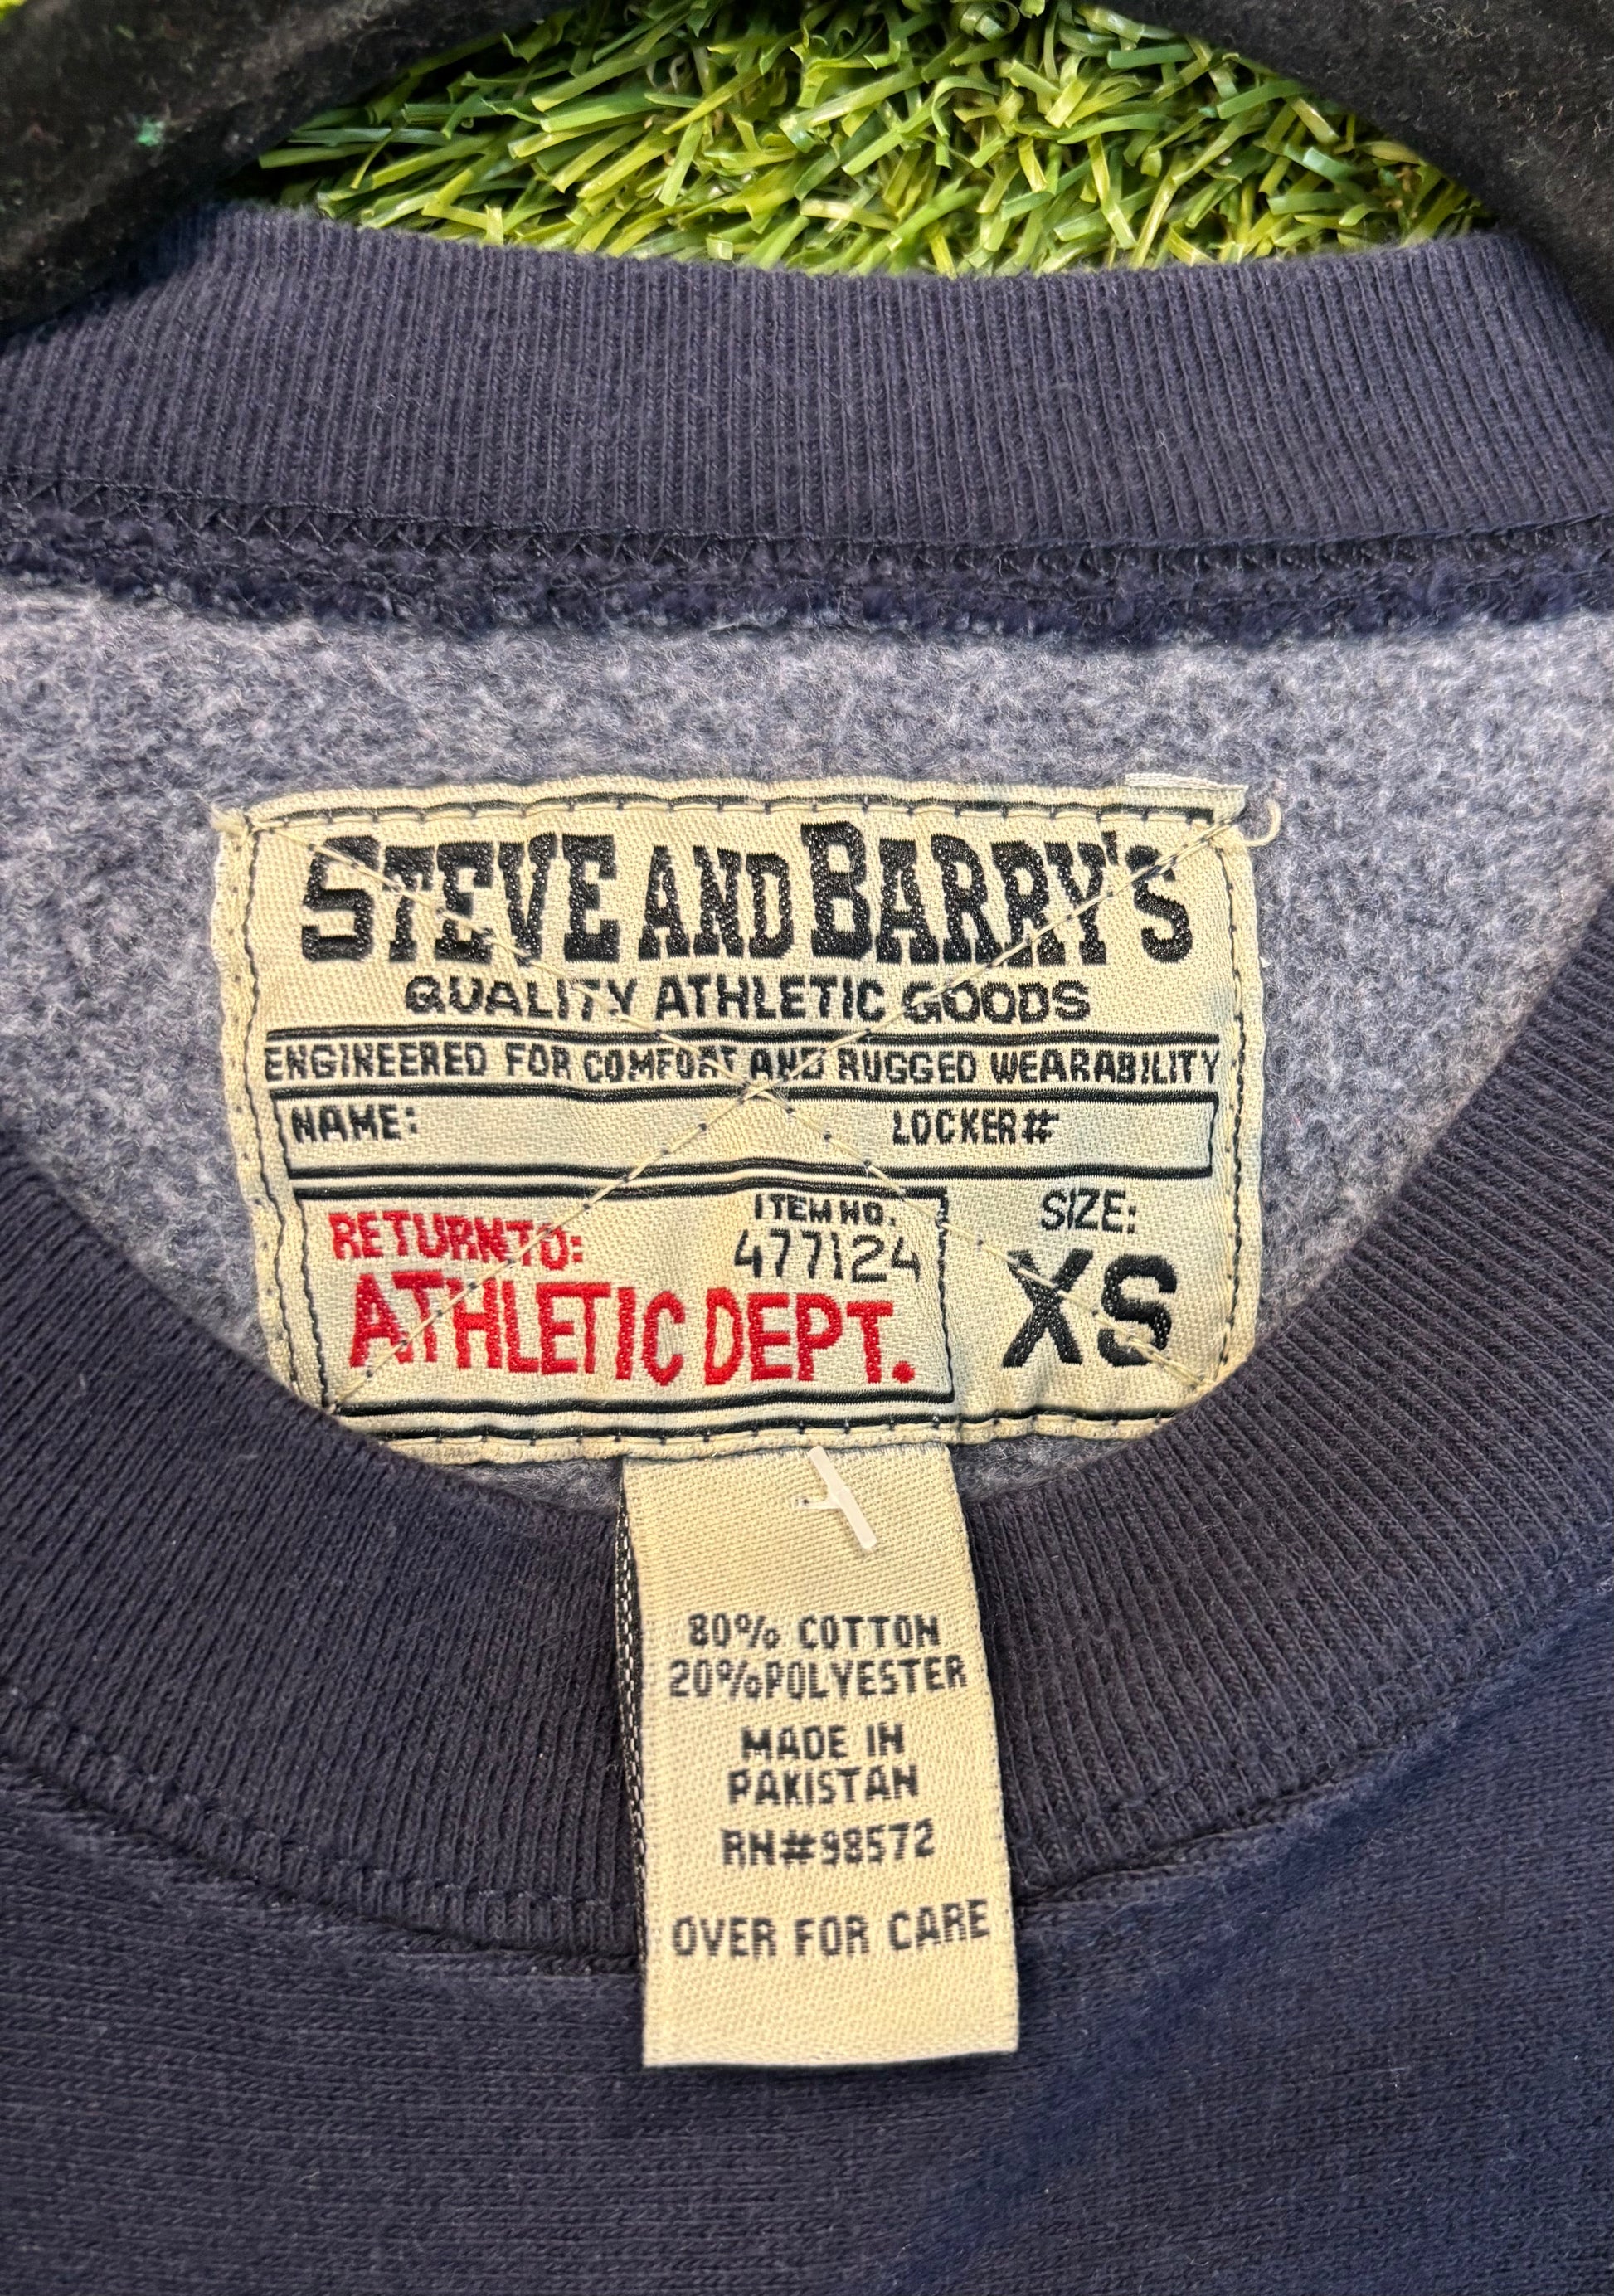 STEVE AND BARRY'S
QUALITY ATHLETIC GOODS
ENGINEERED FOR COMFORT AND RUGGED WEARABILITY
NAME: LOCKER#
RETURN TO:
ATHLETIC DEPT.
ITEM NO.
477124
SIZE:
XS
80% COTTON
20% POLYESTER
MADE IN
PAKISTAN
RN#98572
OVER FOR CARE